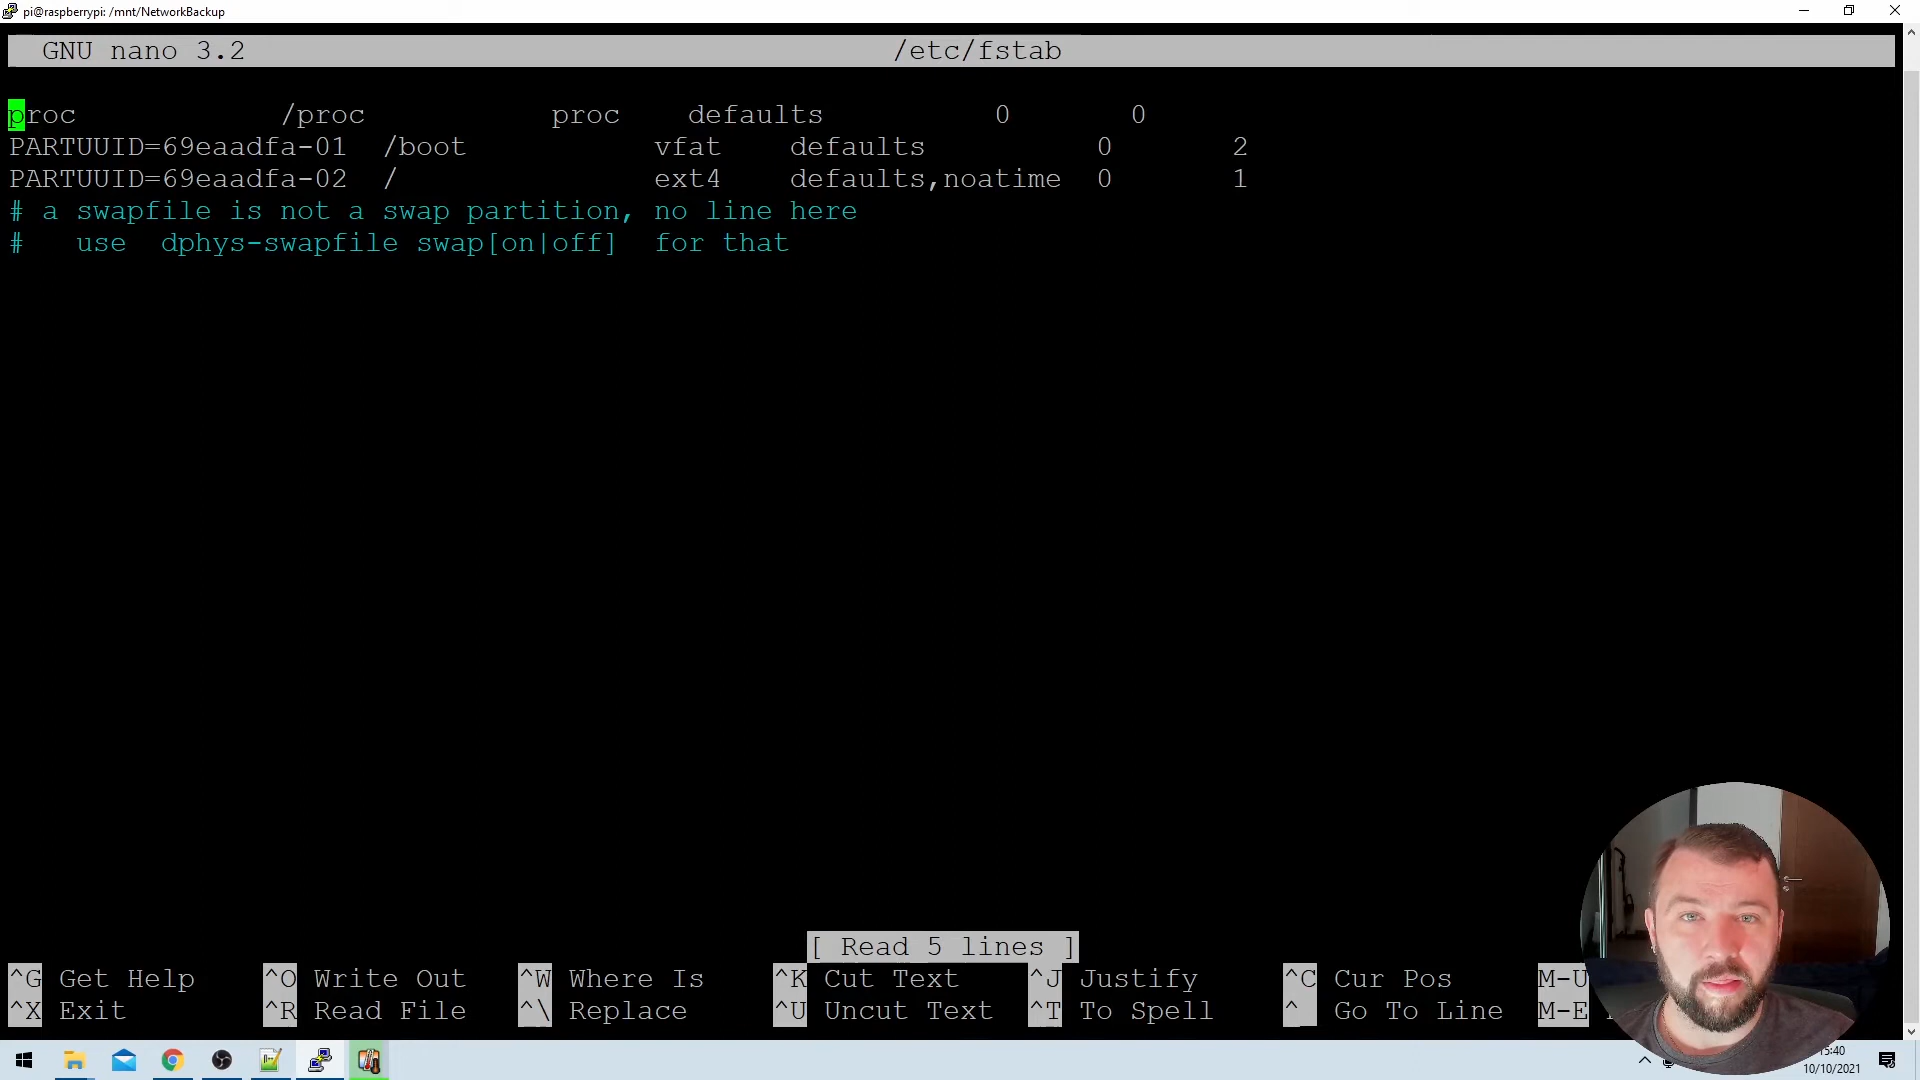 pi@raspberrypi: /mnt/NetworkBackup
GNU nano 3.2 /etc/fstab
proc /proc proc defaults 0 0
PARTUUID=69eaadfa-01 /boot vfat defaults 0 2
PARTUUID=69eaadfa-02 / ext4 defaults,noatime 0 1
# a swapfile is not a swap partition, no line here
# use dphys-swapfile swap[on|off] for that
[ Read 5 lines ]
^G Get Help ^O Write Out ^W Where Is ^K Cut Text ^J Justify ^C Cur Pos M-U
^X Exit ^R Read File ^\ Replace ^U Uncut Text ^T To Spell ^_ Go To Line M-E
15:40
10/10/2021